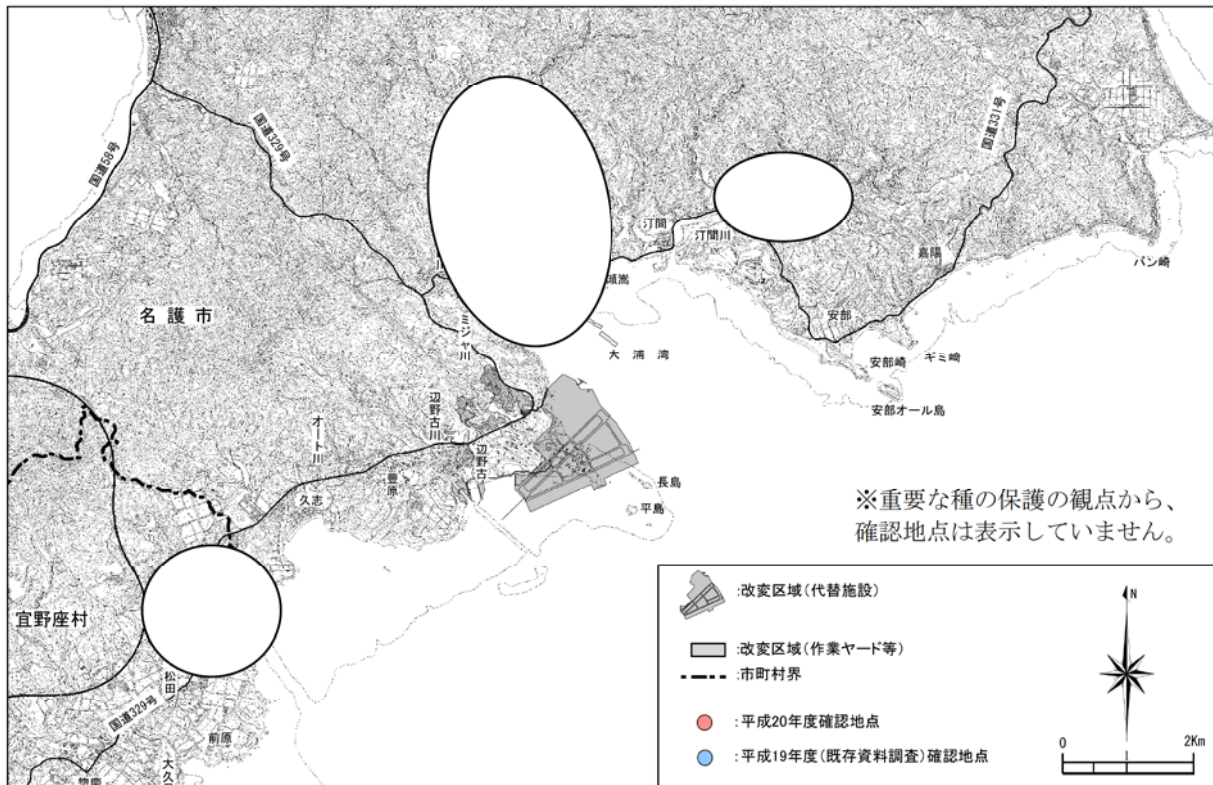 国道58号
国道329号
国道331号
名護市
汀間
汀間川
嘉陽
バン崎
安部
安部崎
ギミ崎
安部オール島
大浦湾
ミジャ川
辺野古川
辺野古
オート川
久志
豊原
長島
平島
宜野座村
松田
国道329号
前原
※重要な種の保護の観点から、
確認地点は表示していません。
:改変区域(代替施設)
:改変区域(作業ヤード等)
:市町村界
:平成20年度確認地点
:平成19年度(既存資料調査)確認地点
N
0 1 2Km